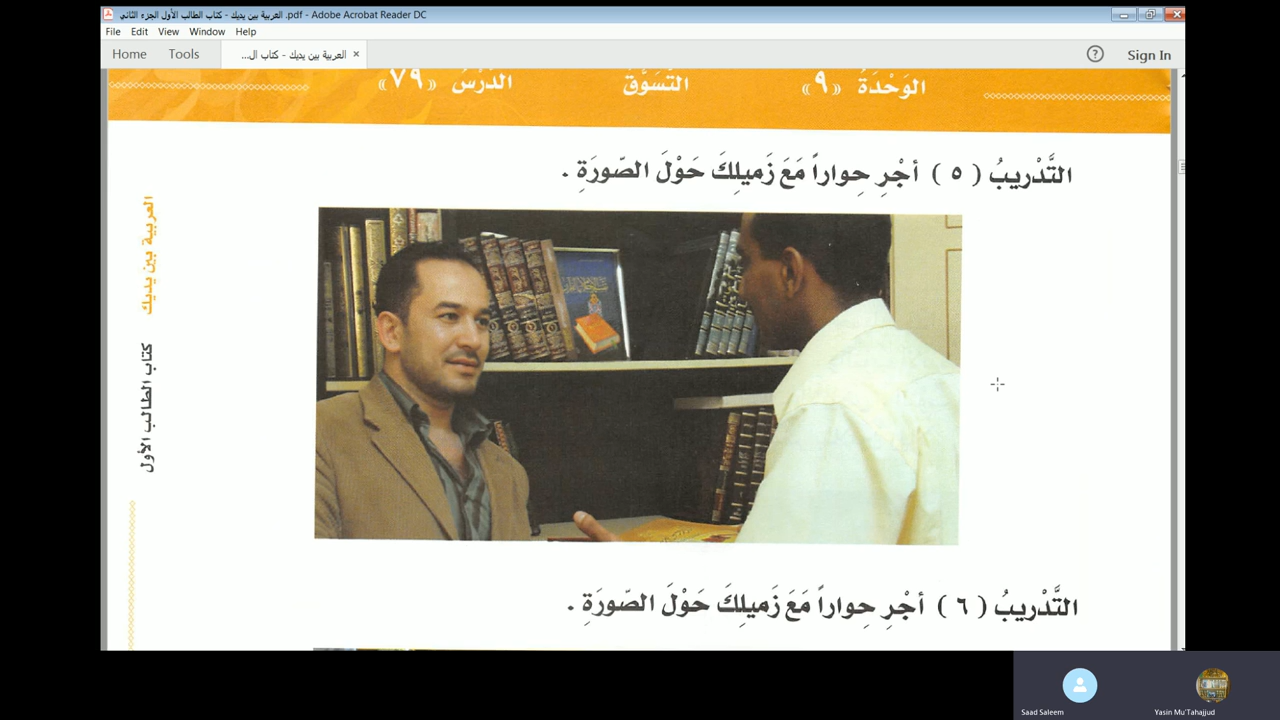 العربية بين يديك - كتاب الطالب الأول الجزء الثاني .pdf - Adobe Acrobat Reader DC
File Edit View Window Help
Home Tools العربية بين يديك - كتاب ال... × ? Sign In
الوَحْدَةُ «٩» التَّسَوُّقُ الدَّرْسُ «٧٩»
التَّدْريبُ ( ٥ ) أجْرِ حِواراً مَعَ زَميلِكَ حَوْلَ الصّورَةِ .
العربية بين يديك
كتاب الطالب الأول
التَّدْريبُ ( ٦ ) أجْرِ حِواراً مَعَ زَميلِكَ حَوْلَ الصّورَةِ .
Saad Saleem
Yasin Mu'Tahajjud